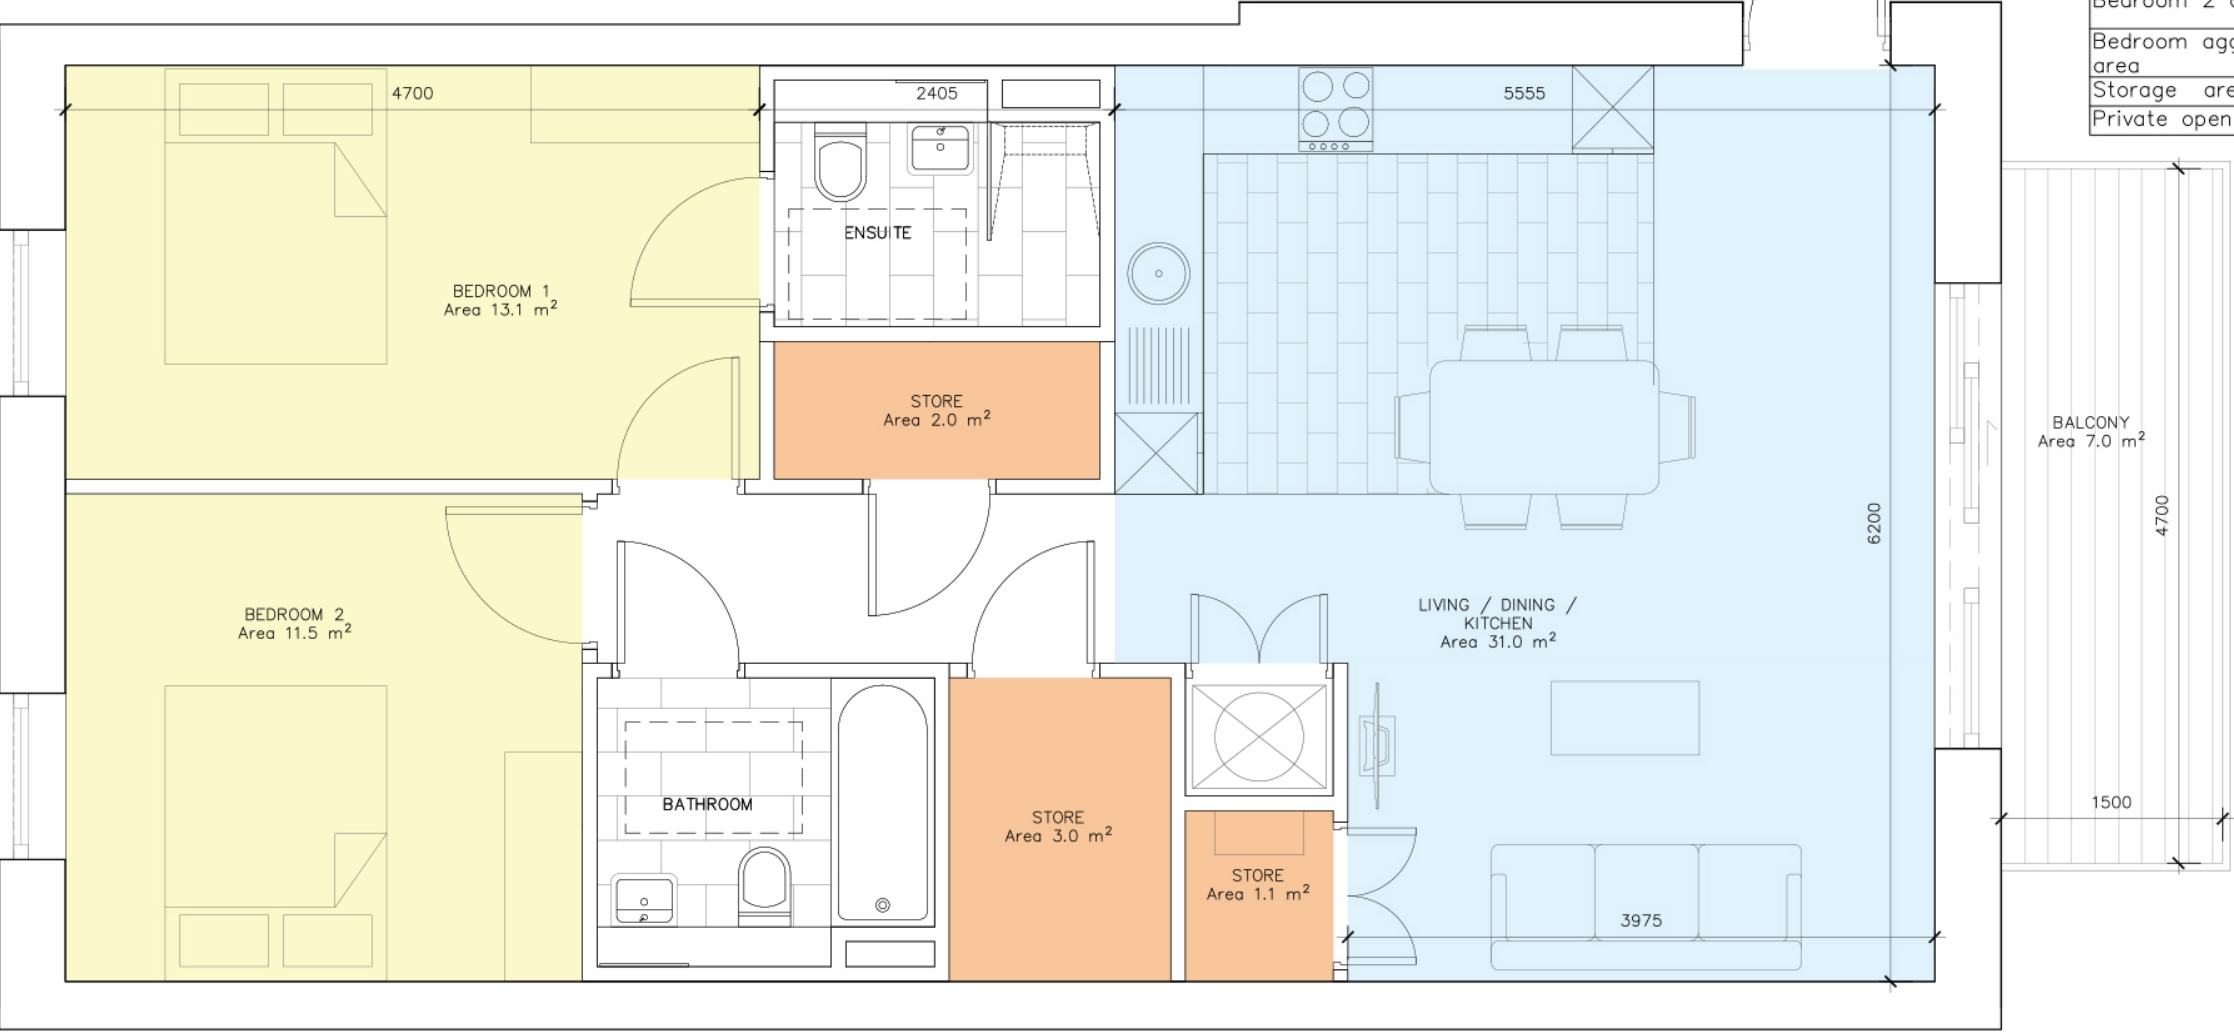 Bedroom 2
Bedroom
area
Storage
Private open
4700
2405
5555
ENSUITE
BEDROOM 1
Area 13.1 m²
STORE
Area 2.0 m²
BALCONY
Area 7.0 m²
6200
4700
BEDROOM 2
Area 11.5 m²
LIVING / DINING /
KITCHEN
Area 31.0 m²
BATHROOM
STORE
Area 3.0 m²
1500
STORE
Area 1.1 m²
3975